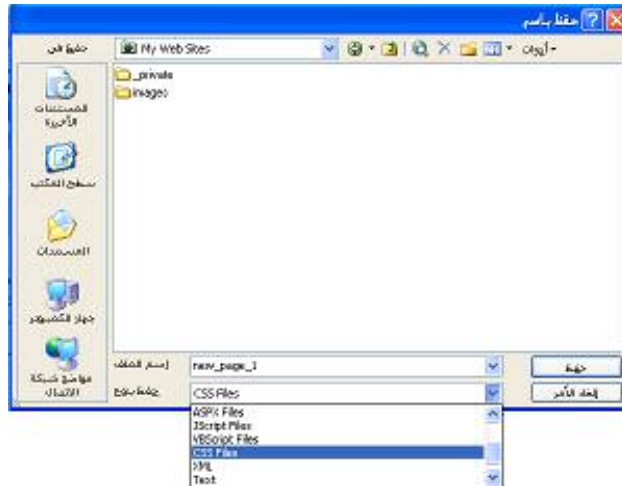 حفظ باسم
حفظ في
My Web Sites
أدوات
_private
images
المستندات
الأخيرة
سطح المكتب
المستندات
جهاز الكمبيوتر
مواضع شبكة
الاتصال
اسم الملف
new_page_1
حفظ
حفظ بنوع
CSS Files
إلغاء الأمر
ASPX Files
JScript Files
VBScript Files
CSS Files
XML
Text